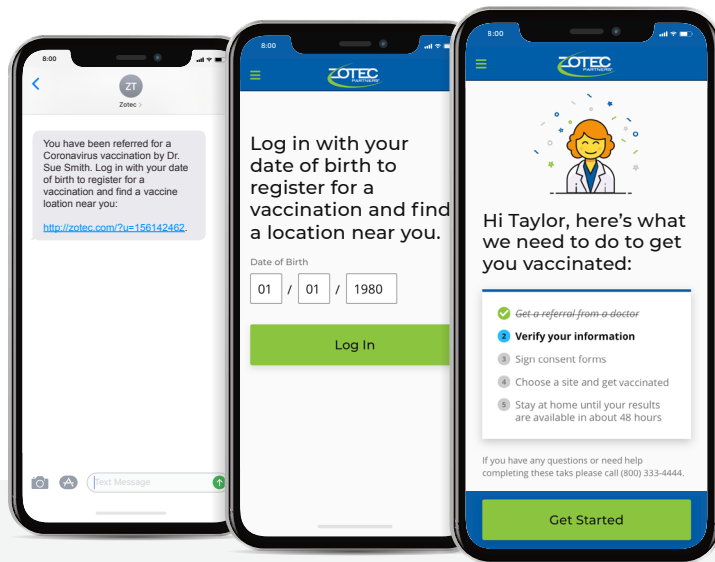 8:00
ZT
Zotec >
You have been referred for a
Coronavirus vaccination by Dr.
Sue Smith. Log in with your date
of birth to register for a
vaccination and find a vaccine
loation near you:
http://zotec.com/?u=156142462.
Text Message
8:00
ZOTEC
PARTNERS
Log in with your
date of birth to
register for a
vaccination and find
a location near you.
Date of Birth
01 / 01 / 1980
Log In
8:00
ZOTEC
PARTNERS
Hi Taylor, here's what
we need to do to get
you vaccinated:
Get a referral from a doctor
2 Verify your information
3 Sign consent forms
4 Choose a site and get vaccinated
5 Stay at home until your results
are available in about 48 hours
If you have any questions or need help
completing these taks please call (800) 333-4444.
Get Started